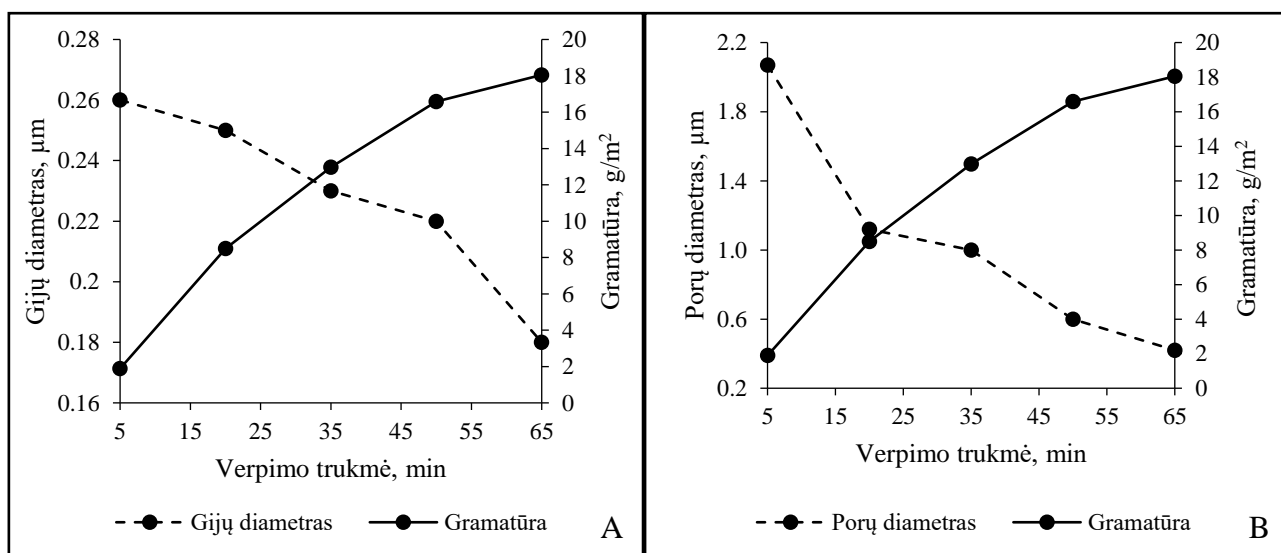 0.28
0.26
0.24
0.22
0.2
0.18
0.16
Gijų diametras, µm
20
18
16
14
12
10
8
6
4
2
0
Gramatūra, g/m²
5 15 25 35 45 55 65
Verpimo trukmė, min
Gijų diametras Gramatūra
A
2.2
1.8
1.4
1.0
0.6
0.2
Porų diametras, µm
20
18
16
14
12
10
8
6
4
2
0
Gramatūra, g/m²
5 15 25 35 45 55 65
Verpimo trukmė, min
Porų diametras Gramatūra
B